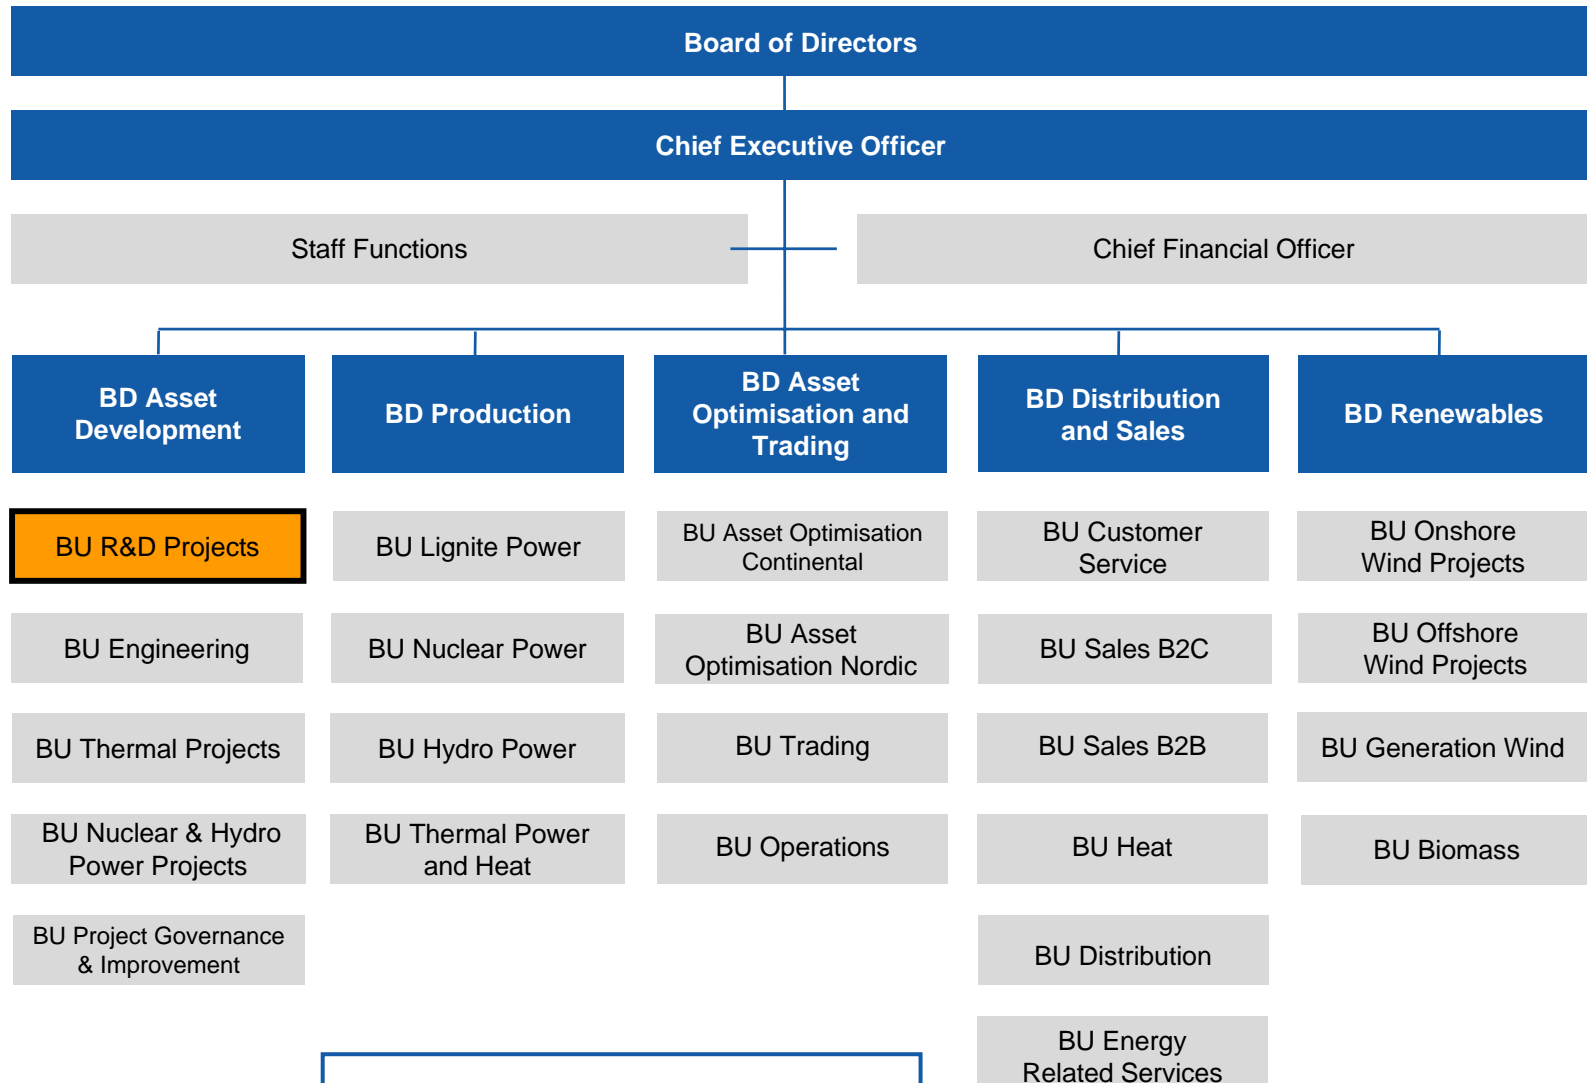 Board of Directors
Chief Executive Officer
Staff Functions
Chief Financial Officer
BD Asset
Development
BD Production
BD Asset
Optimisation and
Trading
BD Distribution
and Sales
BD Renewables
BU R&D Projects
BU Lignite Power
BU Asset Optimisation
Continental
BU Customer
Service
BU Onshore
Wind Projects
BU Engineering
BU Nuclear Power
BU Asset
Optimisation Nordic
BU Sales B2C
BU Offshore
Wind Projects
BU Thermal Projects
BU Hydro Power
BU Trading
BU Sales B2B
BU Generation Wind
BU Nuclear & Hydro
Power Projects
BU Thermal Power
and Heat
BU Operations
BU Heat
BU Biomass
BU Project Governance
& Improvement
BU Distribution
BU Energy
Related Services